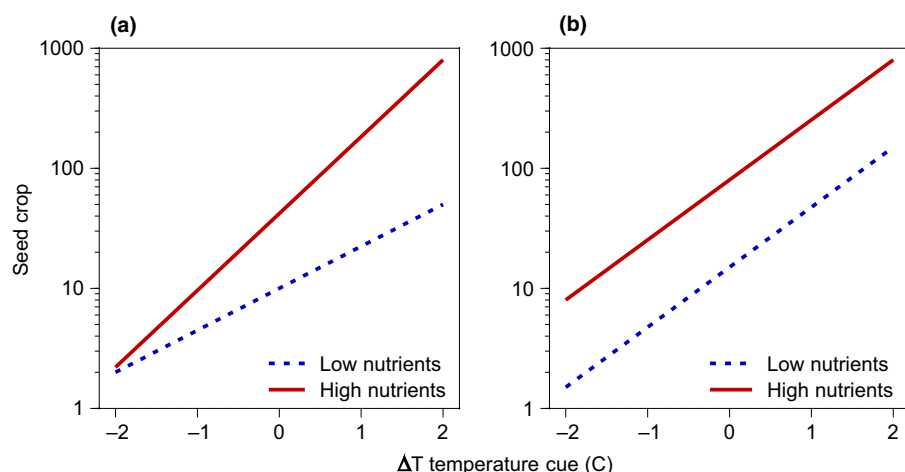 (a)
(b)
1000
1000
100
100
10
10
1
1
Seed crop
Low nutrients
High nutrients
Low nutrients
High nutrients
–2 –1 0 1 2
–2 –1 0 1 2
ΔT temperature cue (C)